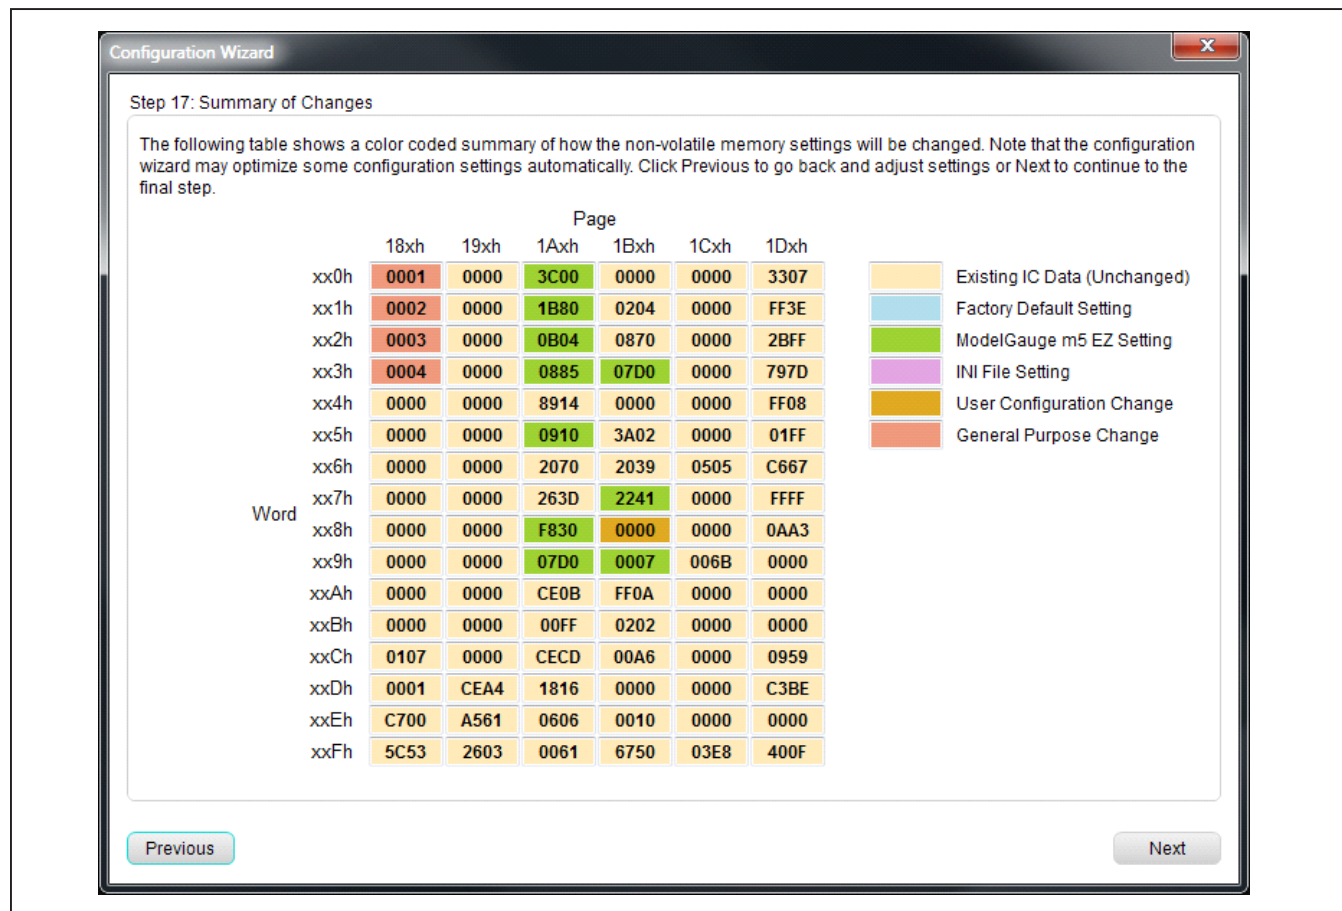 Configuration Wizard
x
Step 17: Summary of Changes
The following table shows a color coded summary of how the non-volatile memory settings will be changed. Note that the configuration
wizard may optimize some configuration settings automatically. Click Previous to go back and adjust settings or Next to continue to the
final step.
Page
18xh 19xh 1Axh 1Bxh 1Cxh 1Dxh
xx0h 0001 0000 3C00 0000 0000 3307 Existing IC Data (Unchanged)
xx1h 0002 0000 1B80 0204 0000 FF3E Factory Default Setting
xx2h 0003 0000 0B04 0870 0000 2BFF ModelGauge m5 EZ Setting
xx3h 0004 0000 0885 07D0 0000 797D INI File Setting
xx4h 0000 0000 8914 0000 0000 FF08 User Configuration Change
xx5h 0000 0000 0910 3A02 0000 01FF General Purpose Change
xx6h 0000 0000 2070 2039 0505 C667
xx7h 0000 0000 263D 2241 0000 FFFF
Word
xx8h 0000 0000 F830 0000 0000 0AA3
xx9h 0000 0000 07D0 0007 006B 0000
xxAh 0000 0000 CE0B FF0A 0000 0000
xxBh 0000 0000 00FF 0202 0000 0000
xxCh 0107 0000 CECD 00A6 0000 0959
xxDh 0001 CEA4 1816 0000 0000 C3BE
xxEh C700 A561 0606 0010 0000 0000
xxFh 5C53 2603 0061 6750 03E8 400F
Previous Next